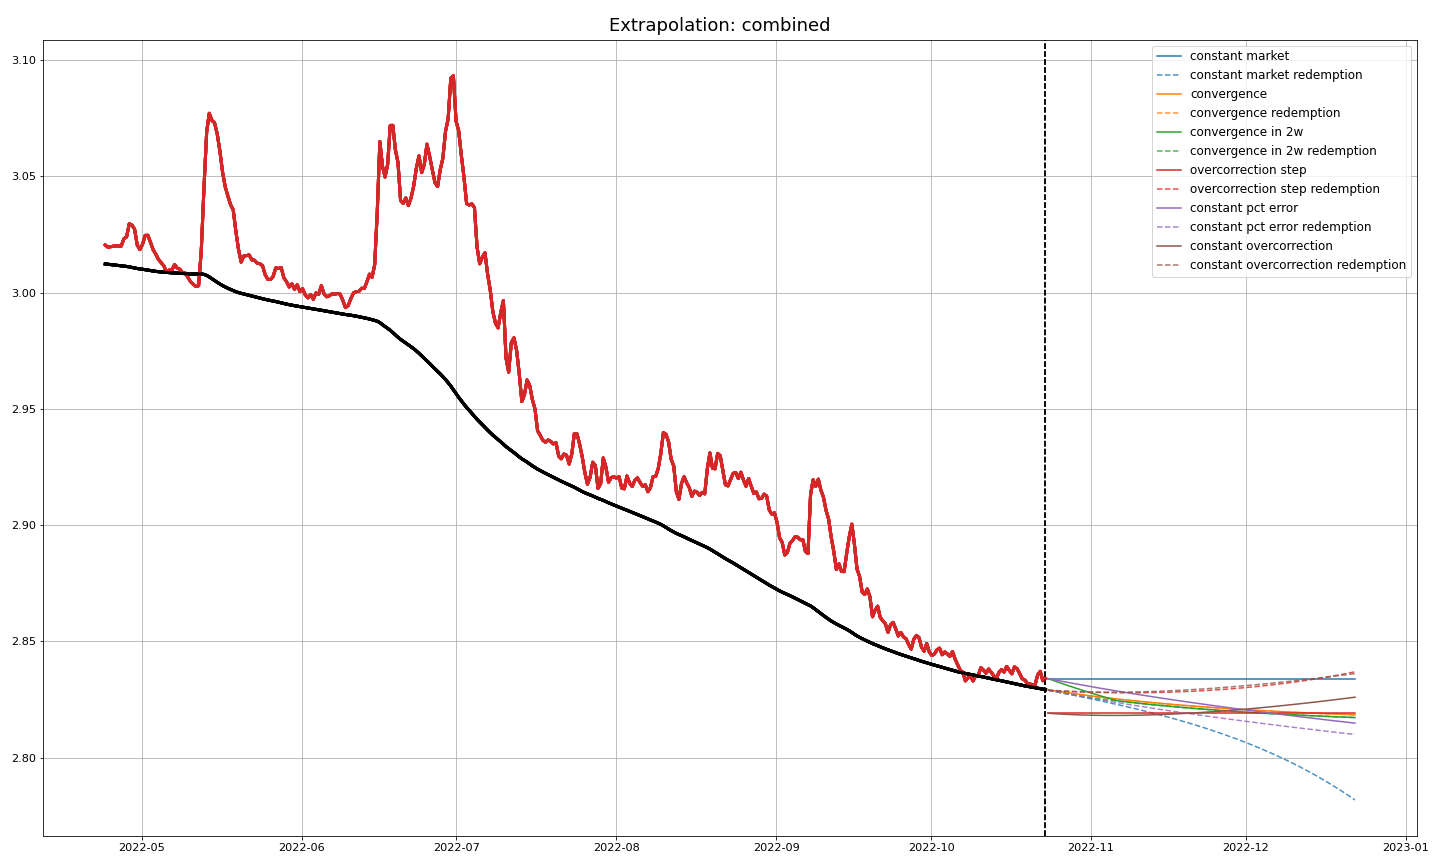 Extrapolation: combined
3.10
3.05
3.00
2.95
2.90
2.85
2.80
constant market
constant market redemption
convergence
convergence redemption
convergence in 2w
convergence in 2w redemption
overcorrection step
overcorrection step redemption
constant pct error
constant pct error redemption
constant overcorrection
constant overcorrection redemption
2022-05 2022-06 2022-07 2022-08 2022-09 2022-10 2022-11 2022-12 2023-01